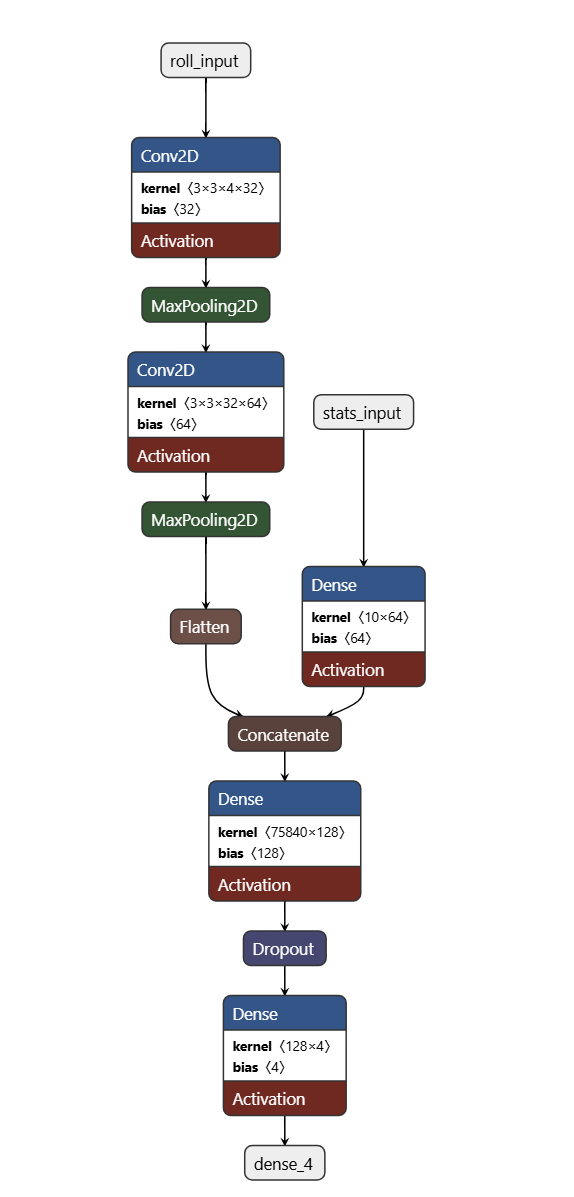 roll_input
Conv2D
kernel〈3×3×4×32〉
bias〈32〉
Activation
MaxPooling2D
Conv2D
kernel〈3×3×32×64〉
bias〈64〉
Activation
MaxPooling2D
Flatten
stats_input
Dense
kernel〈10×64〉
bias〈64〉
Activation
Concatenate
Dense
kernel〈75840×128〉
bias〈128〉
Activation
Dropout
Dense
kernel〈128×4〉
bias〈4〉
Activation
dense_4